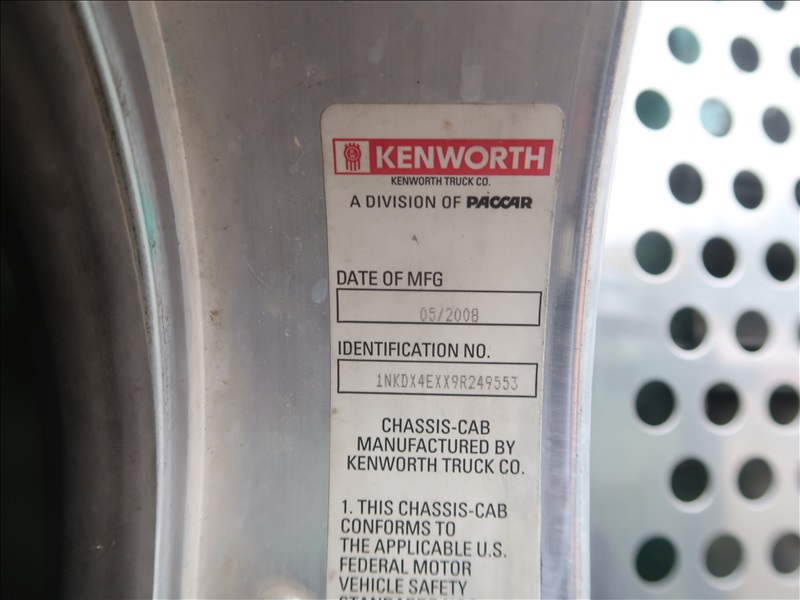 KENWORTH
KENWORTH TRUCK CO.
A DIVISION OF PACCAR
DATE OF MFG
05/2008
IDENTIFICATION NO.
1NKDX4EXX9R249553
CHASSIS-CAB
MANUFACTURED BY
KENWORTH TRUCK CO.
1. THIS CHASSIS-CAB
CONFORMS TO
THE APPLICABLE U.S.
FEDERAL MOTOR
VEHICLE SAFETY